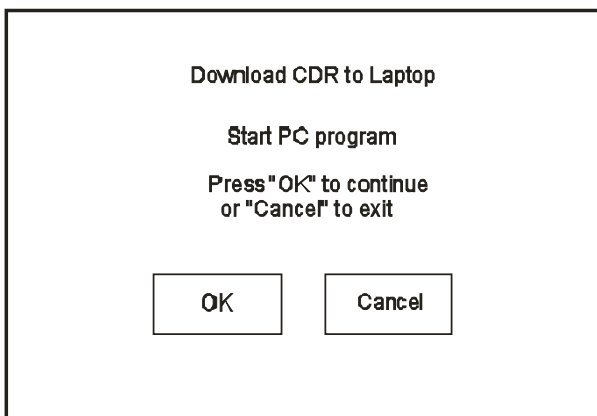 Download CDR to Laptop
Start PC program
Press "OK" to continue
or "Cancel" to exit
OK
Cancel